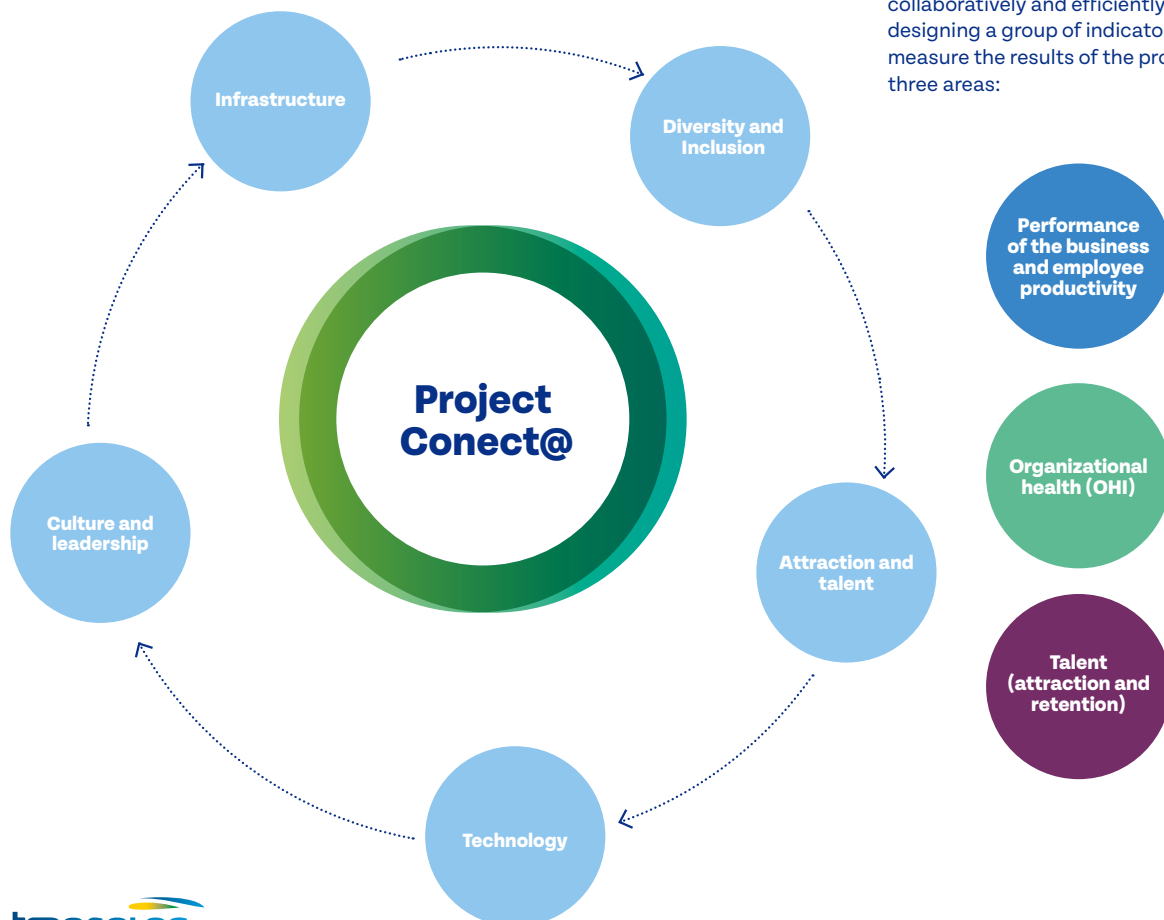 collaboratively and efficiently
designing a group of
measure the results of the
three areas:
Infrastructure
Diversity and
Inclusion
Performance
of the business
and employee
productivity
Project
Conect@
Organizational
health (OHI)
Culture and
leadership
Attraction and
talent
Talent
(attraction and
retention)
Technology